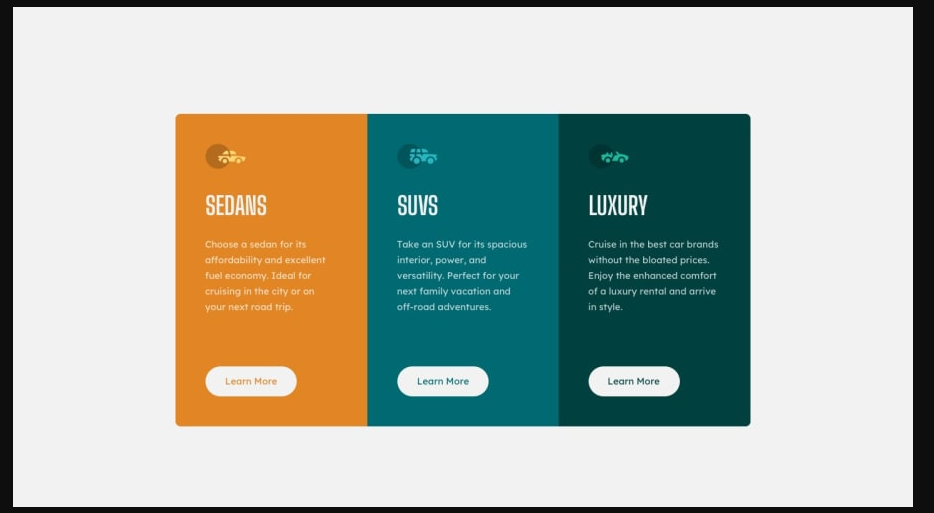 SEDANS
Choose a sedan for its
affordability and excellent
fuel economy. Ideal for
cruising in the city or on
your next road trip.
Learn More
SUVS
Take an SUV for its spacious
interior, power, and
versatility. Perfect for your
next family vacation and
off-road adventures.
Learn More
LUXURY
Cruise in the best car brands
without the bloated prices.
Enjoy the enhanced comfort
of a luxury rental and arrive
in style.
Learn More